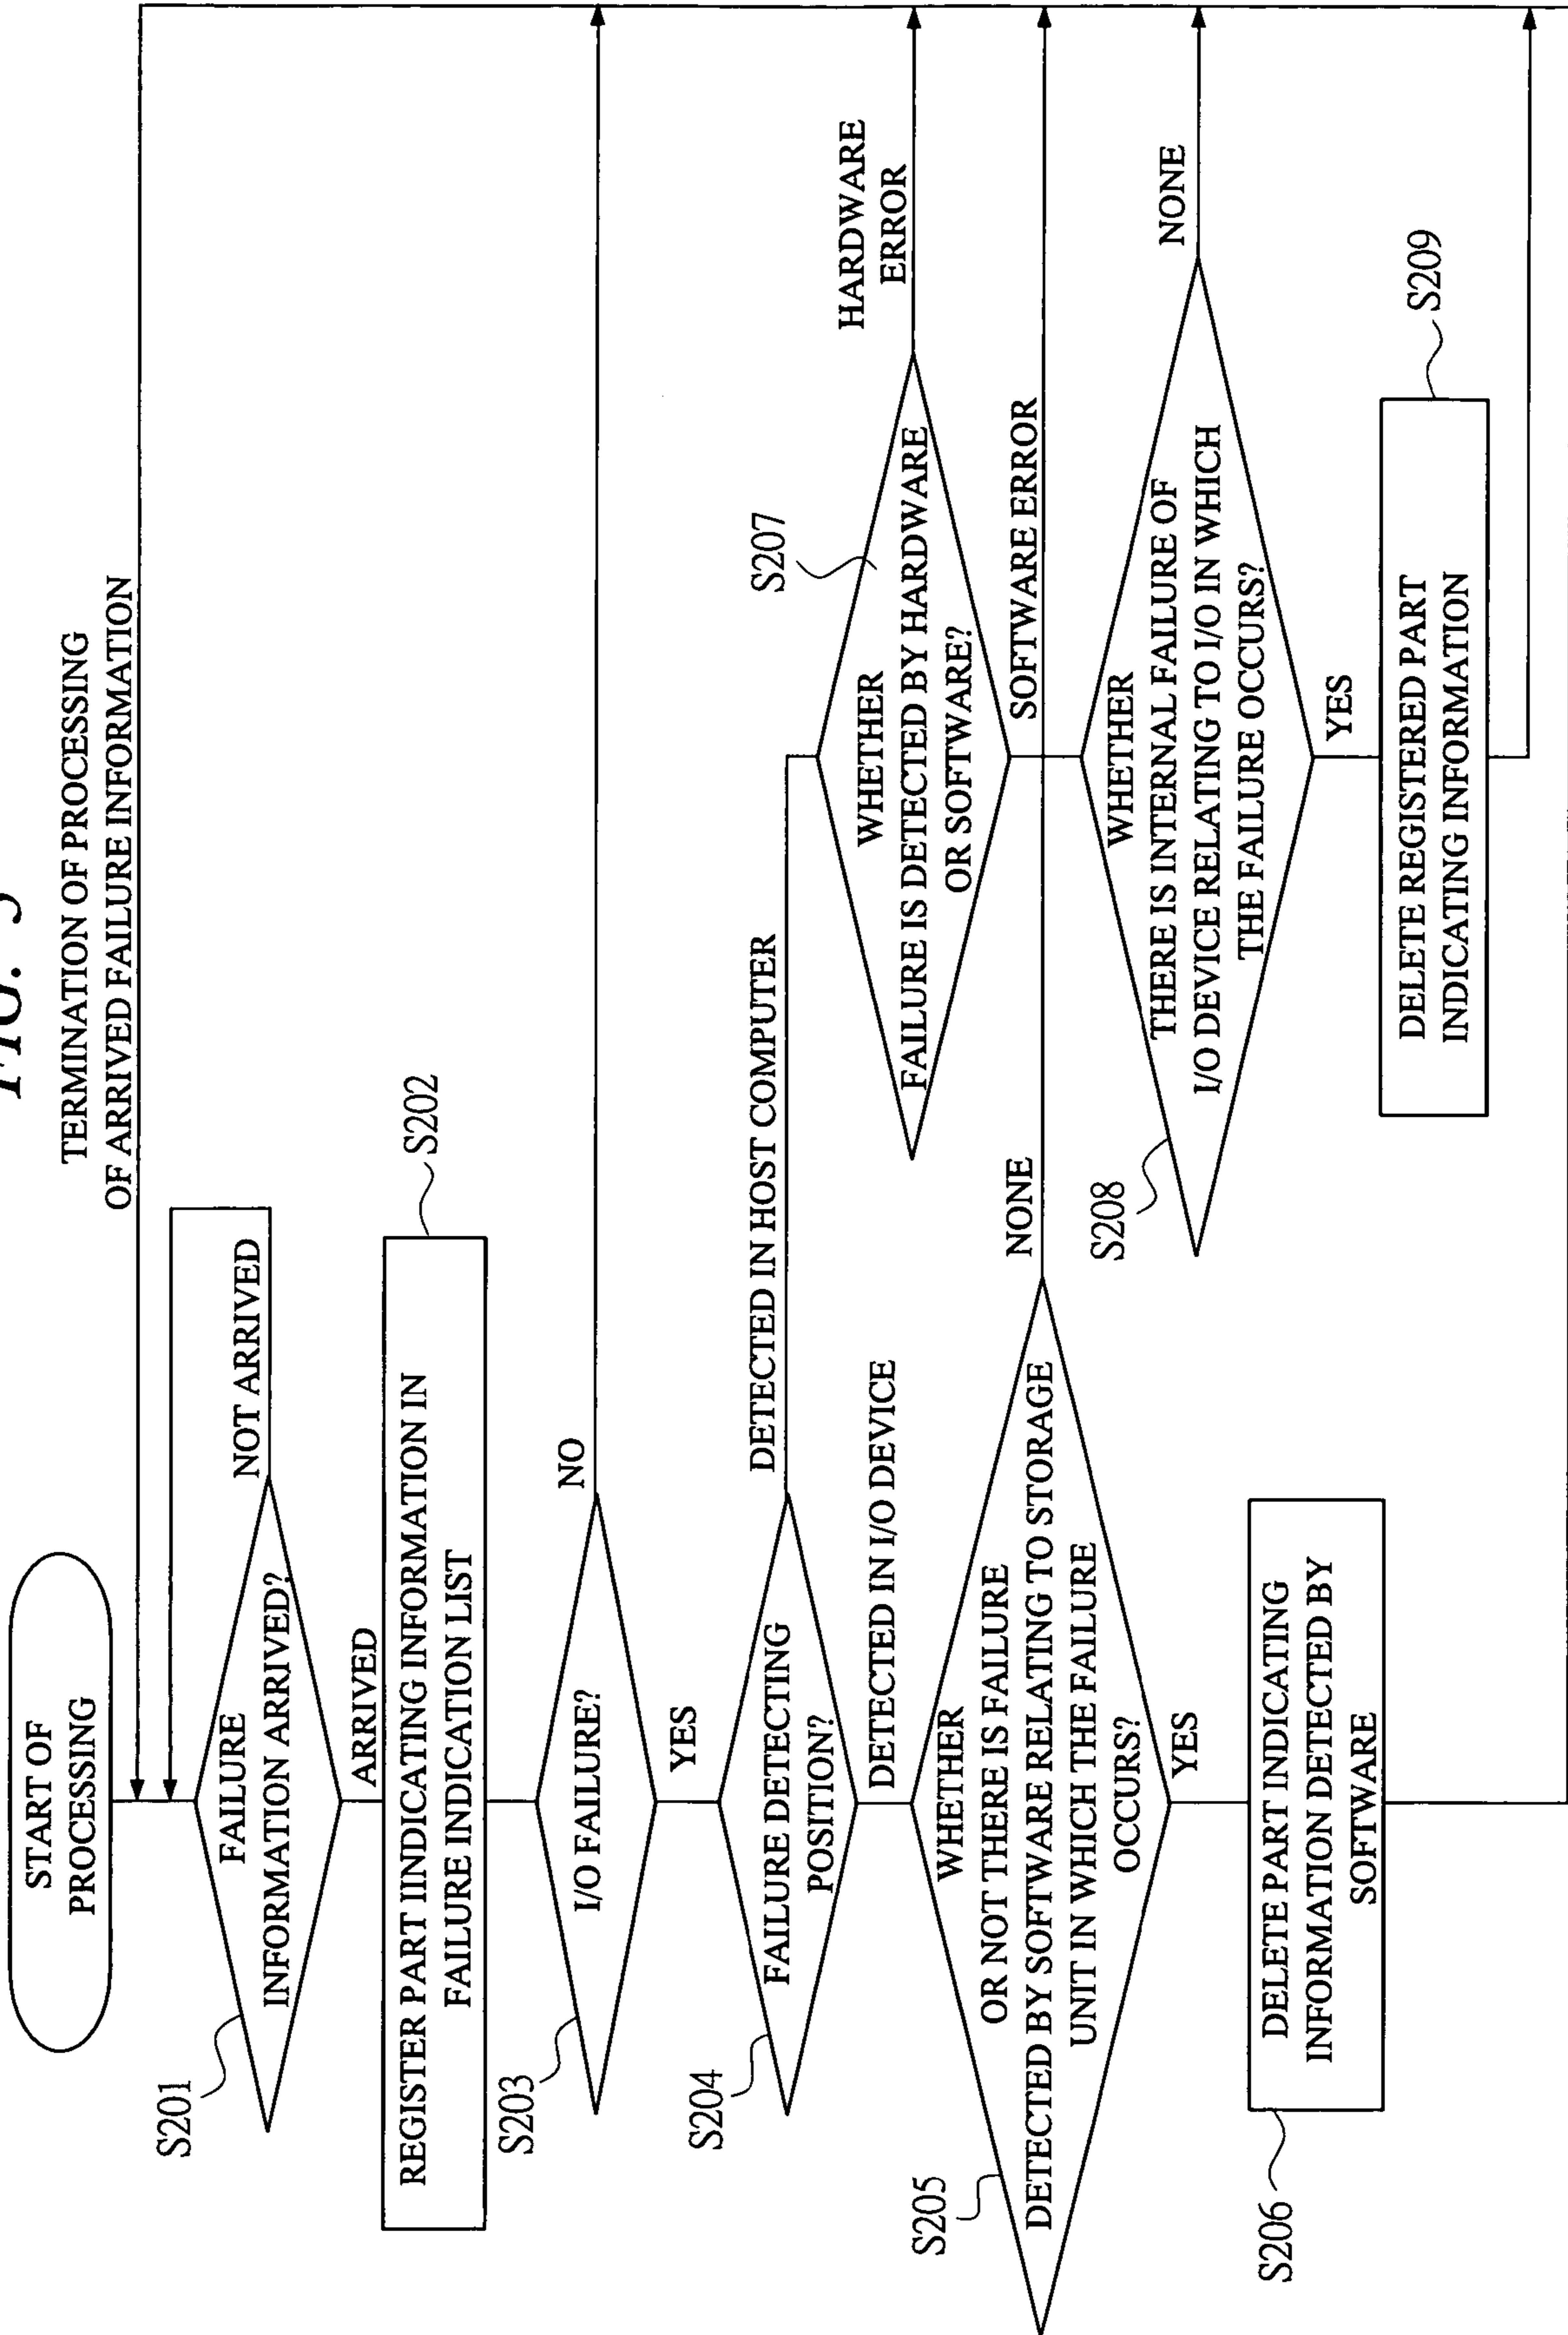 TERMINATION OF PROCESSING
OF ARRIVED FAILURE INFORMATION
START OF
PROCESSING
S201
FAILURE
INFORMATION ARRIVED?
NOT ARRIVED
ARRIVED
S202
REGISTER PART INDICATING INFORMATION IN
FAILURE INDICATION LIST
S203
I/O FAILURE?
NO
YES
S204
FAILURE DETECTING
POSITION?
DETECTED IN HOST COMPUTER
DETECTED IN I/O DEVICE
S205
WHETHER
OR NOT THERE IS FAILURE
DETECTED BY SOFTWARE RELATING TO STORAGE
UNIT IN WHICH THE FAILURE
OCCURS?
NONE
YES
S206
DELETE PART INDICATING
INFORMATION DETECTED BY
SOFTWARE
S207
WHETHER
FAILURE IS DETECTED BY HARDWARE
OR SOFTWARE?
HARDWARE
ERROR
SOFTWARE ERROR
S208
WHETHER
THERE IS INTERNAL FAILURE OF
I/O DEVICE RELATING TO I/O IN WHICH
THE FAILURE OCCURS?
NONE
YES
S209
DELETE REGISTERED PART
INDICATING INFORMATION